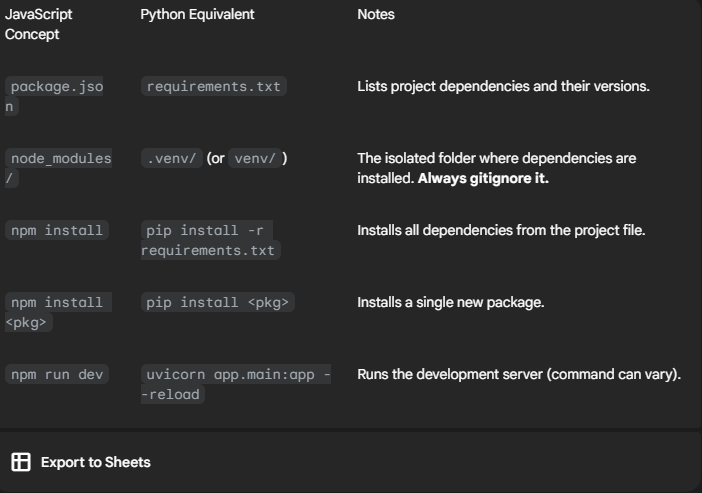 JavaScript Concept	Python Equivalent	Notes
package.json	requirements.txt	Lists project dependencies and their versions.
node_modules/	.venv/ (or venv/ )	The isolated folder where dependencies are installed. Always gitignore it.
npm install	pip install -r requirements.txt	Installs all dependencies from the project file.
npm install <pkg>	pip install <pkg>	Installs a single new package.
npm run dev	uvicorn app.main:app --reload	Runs the development server (command can vary).
Export to Sheets